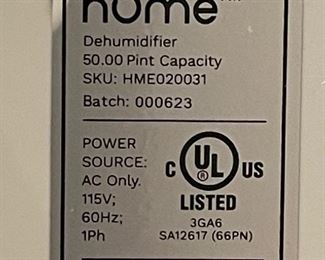 home
Dehumidifier
50.00 Pint Capacity
SKU: HME020031
Batch: 000623
POWER
SOURCE:
AC Only.
115V;
60Hz;
1Ph
C UL US
®
LISTED
3GA6
SA12617 (66PN)